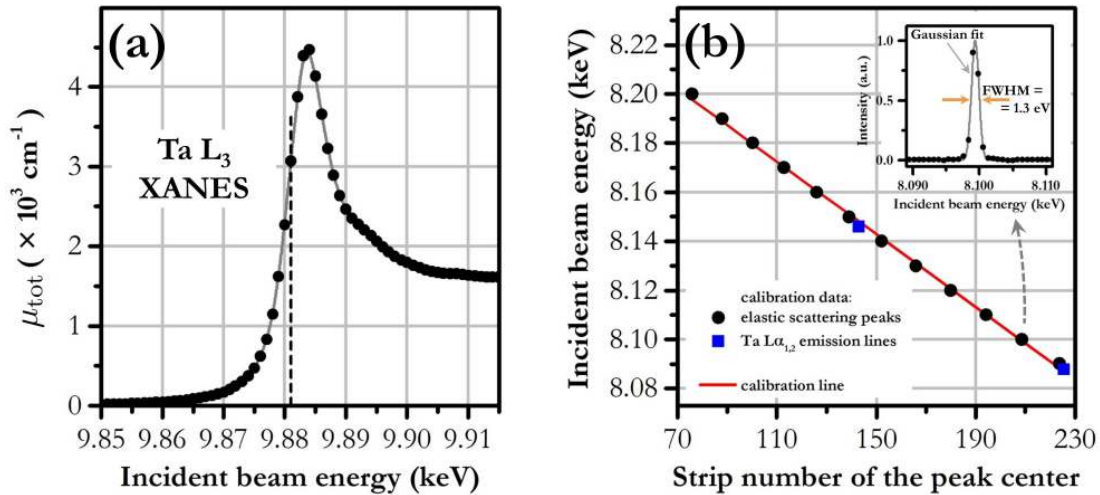 (a)
Ta L₃
XANES
μtot ( × 10³ cm⁻¹)
4
3
2
1
0
9.85 9.86 9.87 9.88 9.89 9.90 9.91
Incident beam energy (keV)
(b)
Incident beam energy (keV)
8.22
8.20
8.18
8.16
8.14
8.12
8.10
8.08
70 110 150 190 230
Strip number of the peak center
calibration data:
elastic scattering peaks
Ta Lα₁,₂ emission lines
calibration line
Gaussian fit
FWHM =
= 1.3 eV
Intensity (a.u.)
1.0
0.5
0.0
8.090 8.100 8.110
Incident beam energy (keV)